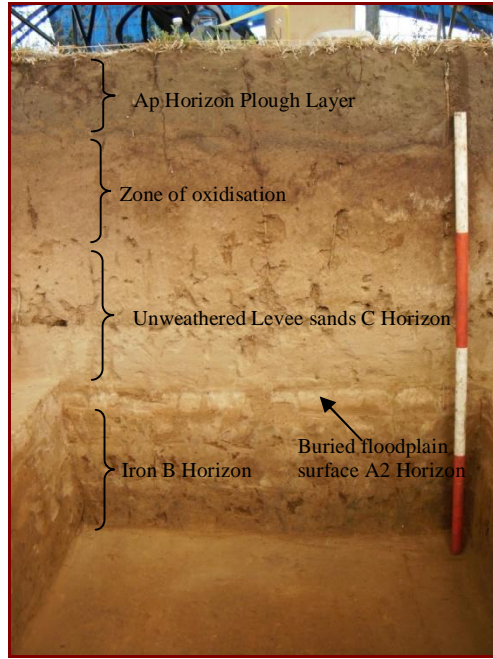 Ap Horizon Plough Layer
Zone of oxidisation
Unweathered Levee sands C Horizon
Buried floodplain
surface A2 Horizon
Iron B Horizon